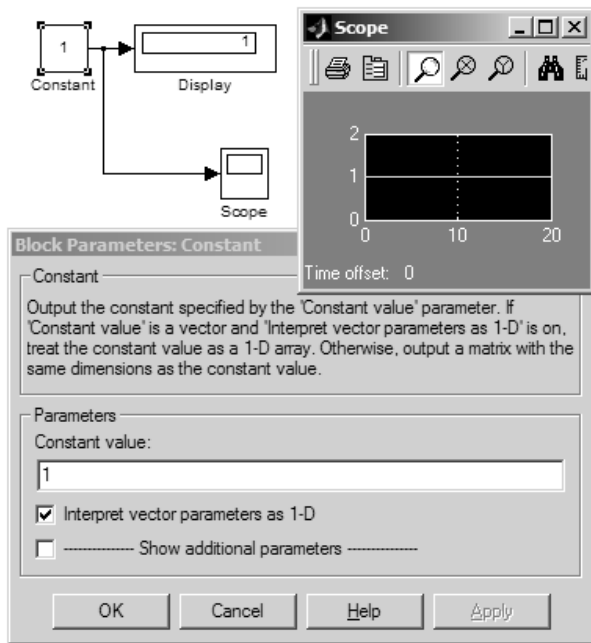 1
Constant
1
Display
Scope
Scope
2
1
0
0
10
20
Time offset: 0
Block Parameters: Constant
Constant
Output the constant specified by the 'Constant value' parameter. If
'Constant value' is a vector and 'Interpret vector parameters as 1-D' is on,
treat the constant value as a 1-D array. Otherwise, output a matrix with the
same dimensions as the constant value.
Parameters
Constant value:
1
Interpret vector parameters as 1-D
--------------- Show additional parameters ---------------
OK
Cancel
Help
Apply